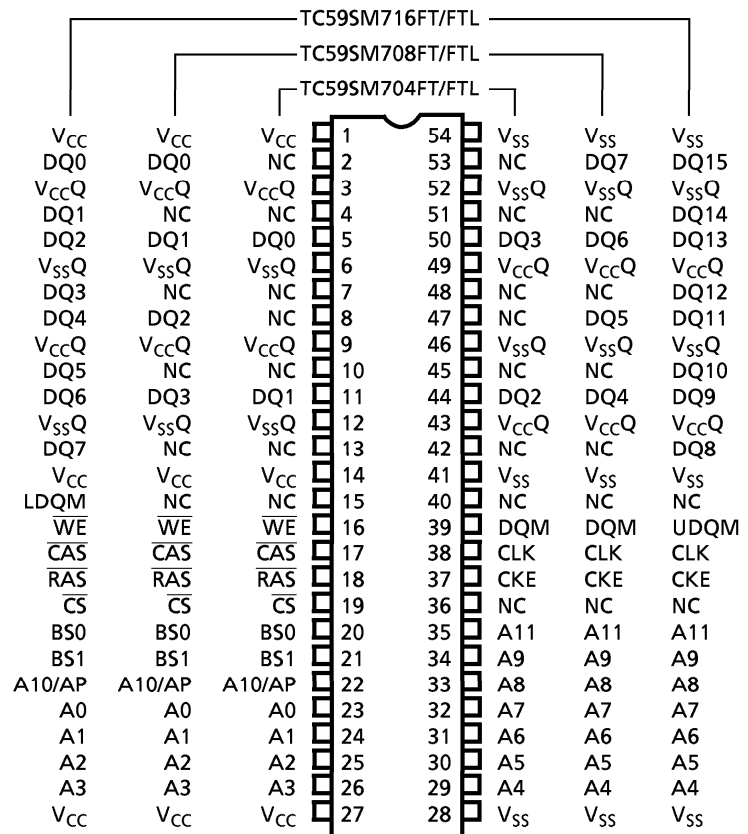 TC59SM716FT/FTL
TC59SM708FT/FTL
TC59SM704FT/FTL
VCC VCC VCC 1 54 VSS VSS VSS
DQ0 DQ0 NC 2 53 NC DQ7 DQ15
VCCQ VCCQ VCCQ 3 52 VSSQ VSSQ VSSQ
DQ1 NC NC 4 51 NC NC DQ14
DQ2 DQ1 DQ0 5 50 DQ3 DQ6 DQ13
VSSQ VSSQ VSSQ 6 49 VCCQ VCCQ VCCQ
DQ3 NC NC 7 48 NC NC DQ12
DQ4 DQ2 NC 8 47 NC DQ5 DQ11
VCCQ VCCQ VCCQ 9 46 VSSQ VSSQ VSSQ
DQ5 NC NC 10 45 NC NC DQ10
DQ6 DQ3 DQ1 11 44 DQ2 DQ4 DQ9
VSSQ VSSQ VSSQ 12 43 VCCQ VCCQ VCCQ
DQ7 NC NC 13 42 NC NC DQ8
VCC VCC VCC 14 41 VSS VSS VSS
LDQM NC NC 15 40 NC NC NC
WE WE WE 16 39 DQM DQM UDQM
CAS CAS CAS 17 38 CLK CLK CLK
RAS RAS RAS 18 37 CKE CKE CKE
CS CS CS 19 36 NC NC NC
BS0 BS0 BS0 20 35 A11 A11 A11
BS1 BS1 BS1 21 34 A9 A9 A9
A10/AP A10/AP A10/AP 22 33 A8 A8 A8
A0 A0 A0 23 32 A7 A7 A7
A1 A1 A1 24 31 A6 A6 A6
A2 A2 A2 25 30 A5 A5 A5
A3 A3 A3 26 29 A4 A4 A4
VCC VCC VCC 27 28 VSS VSS VSS